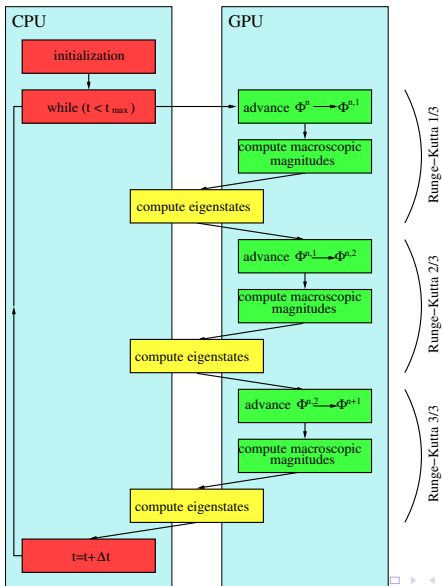 CPU
GPU
initialization
while (t < t max)
advance Φⁿ → Φⁿ,¹
compute macroscopic
magnitudes
compute eigenstates
Runge–Kutta 1/3
advance Φⁿ,¹ → Φⁿ,²
compute macroscopic
magnitudes
compute eigenstates
Runge–Kutta 2/3
advance Φⁿ,² → Φⁿ⁺¹
compute macroscopic
magnitudes
compute eigenstates
Runge–Kutta 3/3
t=t+Δt